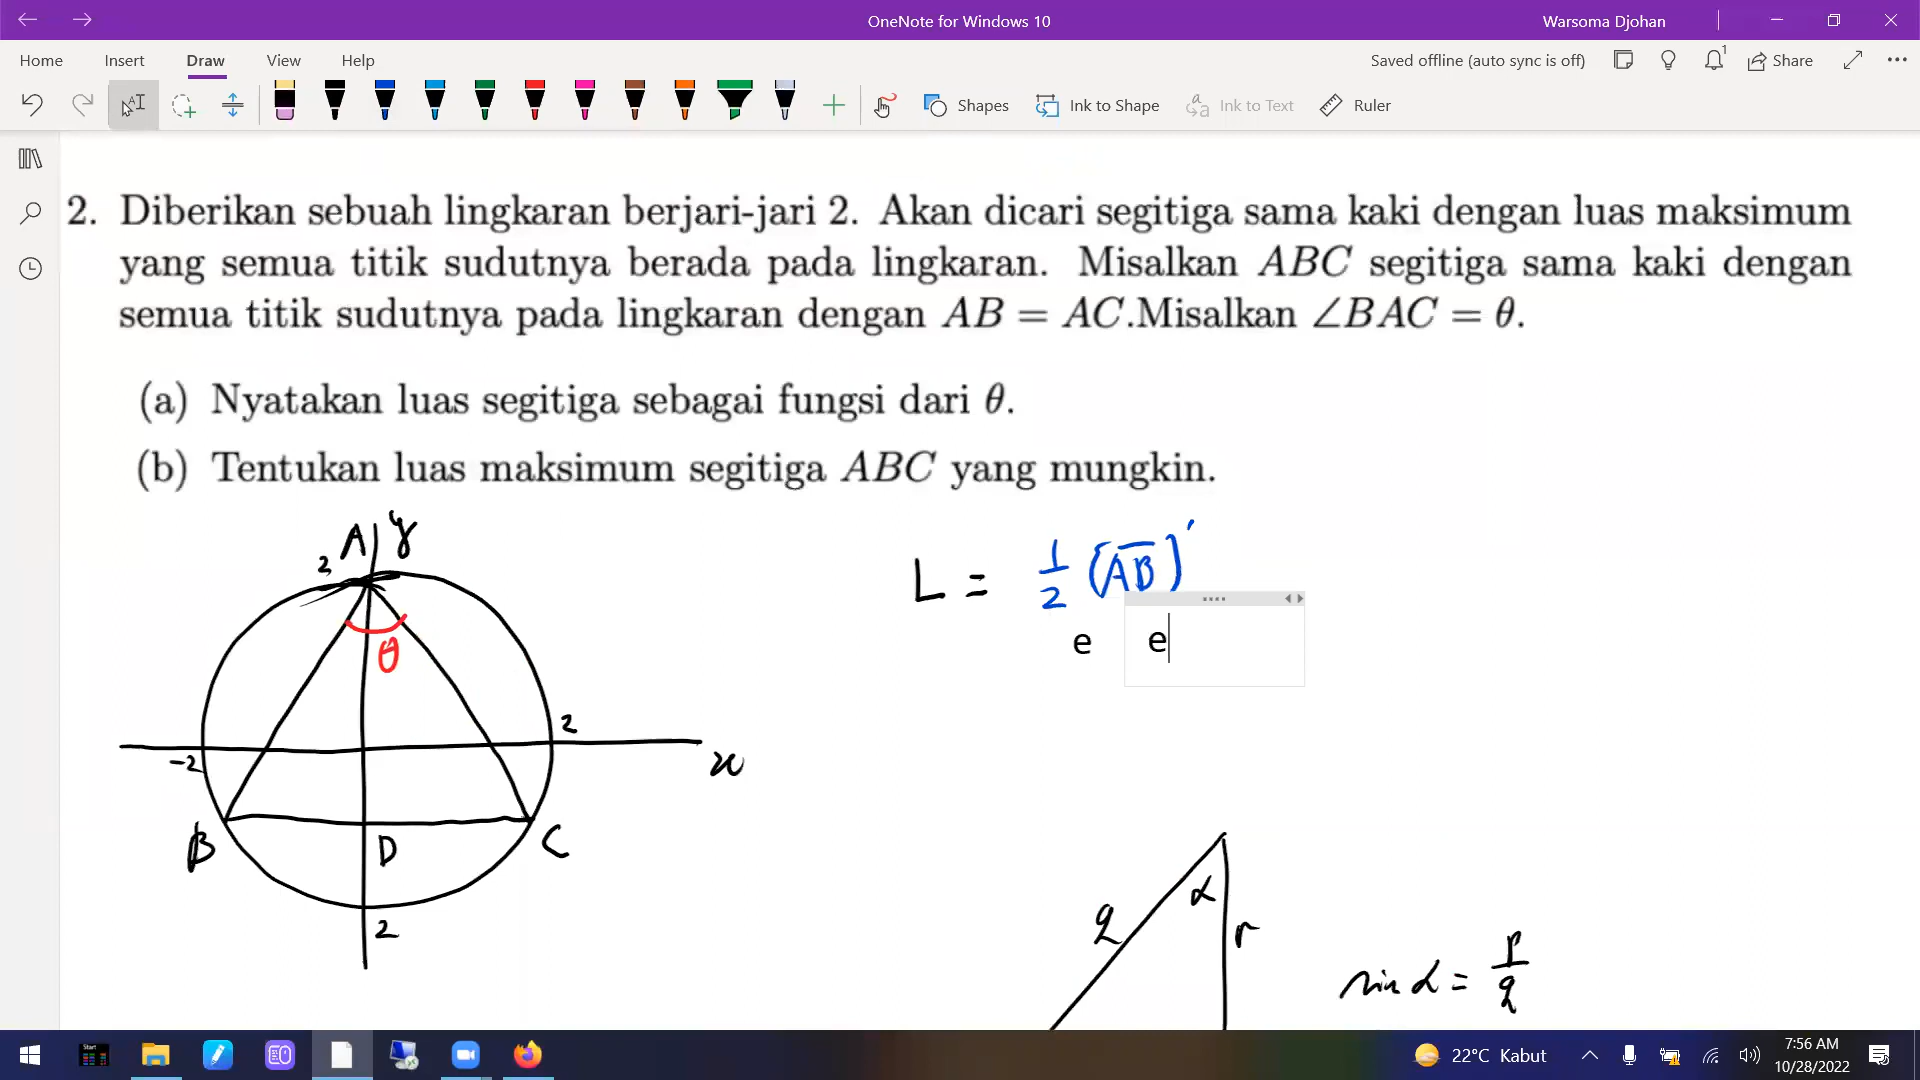 OneNote for Windows 10
Warsoma Djohan
Home Insert Draw View Help
Saved offline (auto sync is off) 1 Share
Shapes Ink to Shape Ink to Text Ruler
2. Diberikan sebuah lingkaran berjari-jari 2. Akan dicari segitiga sama kaki dengan luas maksimum
yang semua titik sudutnya berada pada lingkaran. Misalkan ABC segitiga sama kaki dengan
semua titik sudutnya pada lingkaran dengan AB = AC.Misalkan ∠BAC = θ.
(a) Nyatakan luas segitiga sebagai fungsi dari θ.
(b) Tentukan luas maksimum segitiga ABC yang mungkin.
A y
2
θ
2
-2
x
B D C
2
L = 1/2 (AB)
e e
α
q r
sin α = p/q
Start
22°C Kabut
7:56 AM
10/28/2022